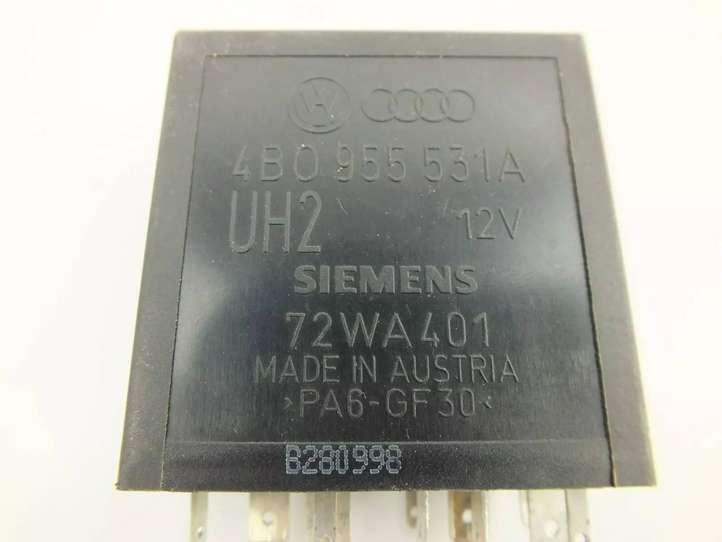 4B0 955 531A
UH2 12V
SIEMENS
72WA401
MADE IN AUSTRIA
>PA6-GF30<
B280998